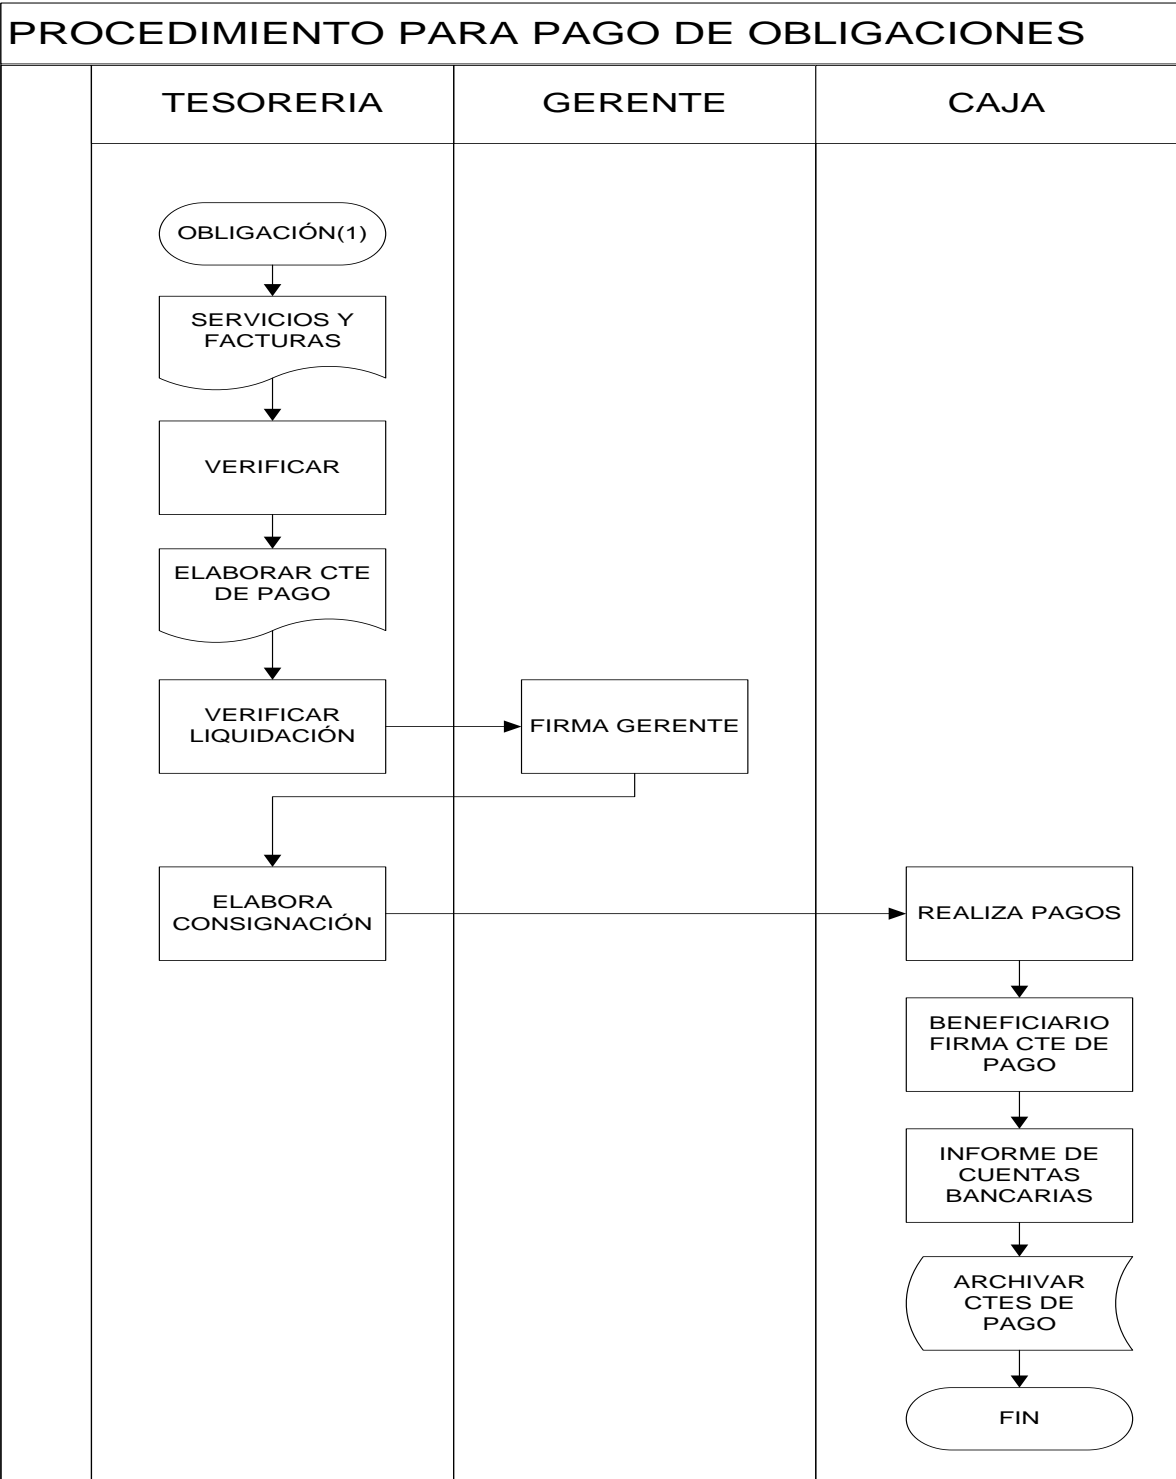 PROCEDIMIENTO PARA PAGO DE OBLIGACIONES
TESORERIA
GERENTE
CAJA
OBLIGACIÓN(1)
SERVICIOS Y
FACTURAS
VERIFICAR
ELABORAR CTE
DE PAGO
VERIFICAR
LIQUIDACIÓN
FIRMA GERENTE
ELABORA
CONSIGNACIÓN
REALIZA PAGOS
BENEFICIARIO
FIRMA CTE DE
PAGO
INFORME DE
CUENTAS
BANCARIAS
ARCHIVAR
CTES DE
PAGO
FIN